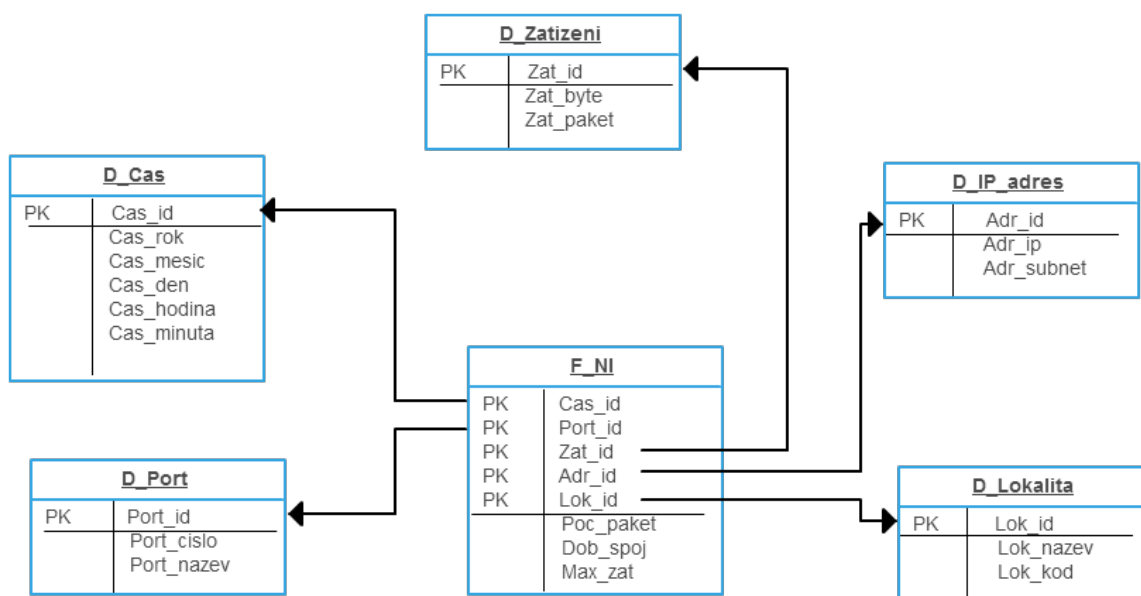 D_Zatizeni
PK Zat_id
Zat_byte
Zat_paket
D_Cas
PK Cas_id
Cas_rok
Cas_mesic
Cas_den
Cas_hodina
Cas_minuta
D_IP_adres
PK Adr_id
Adr_ip
Adr_subnet
F_NI
PK Cas_id
PK Port_id
PK Zat_id
PK Adr_id
PK Lok_id
Poc_paket
Dob_spoj
Max_zat
D_Port
PK Port_id
Port_cislo
Port_nazev
D_Lokalita
PK Lok_id
Lok_nazev
Lok_kod